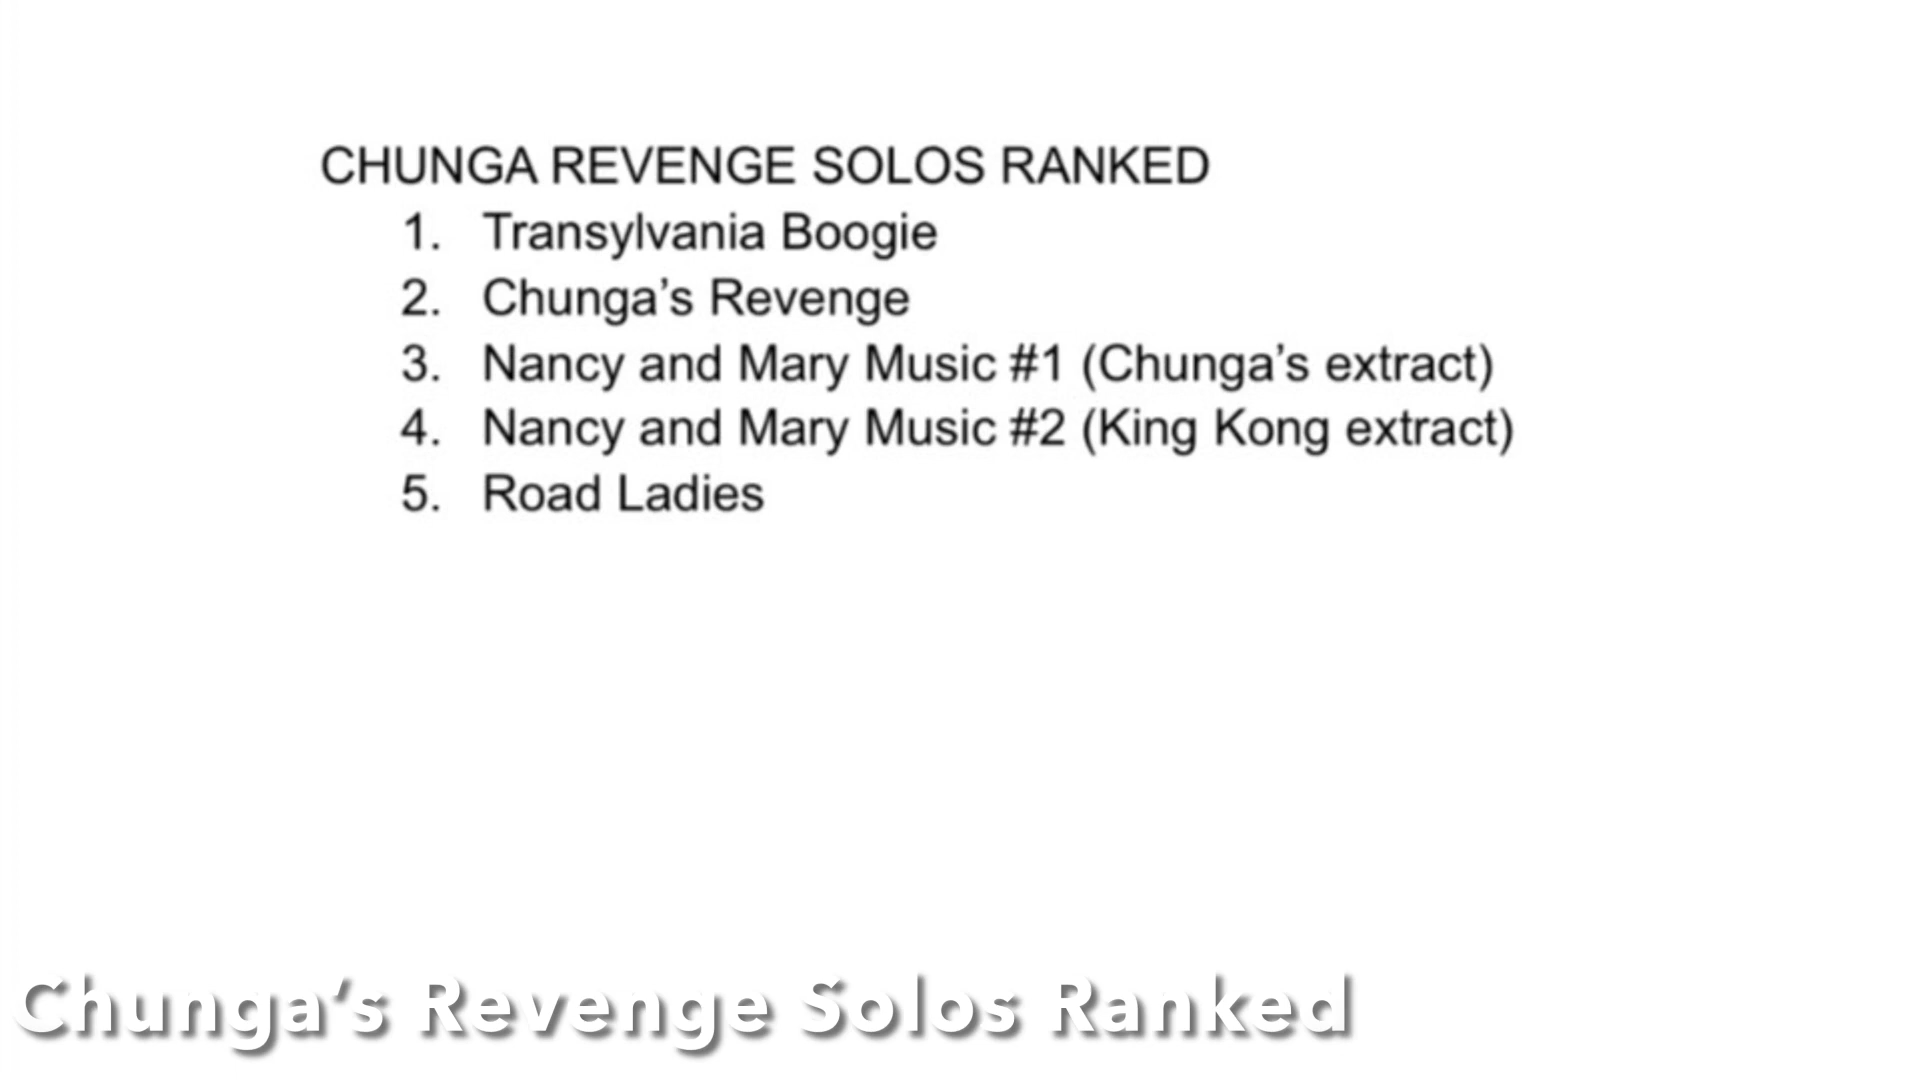 CHUNGA REVENGE SOLOS RANKED
1. Transylvania Boogie
2. Chunga’s Revenge
3. Nancy and Mary Music #1 (Chunga’s extract)
4. Nancy and Mary Music #2 (King Kong extract)
5. Road Ladies
Chunga’s Revenge Solos Ranked